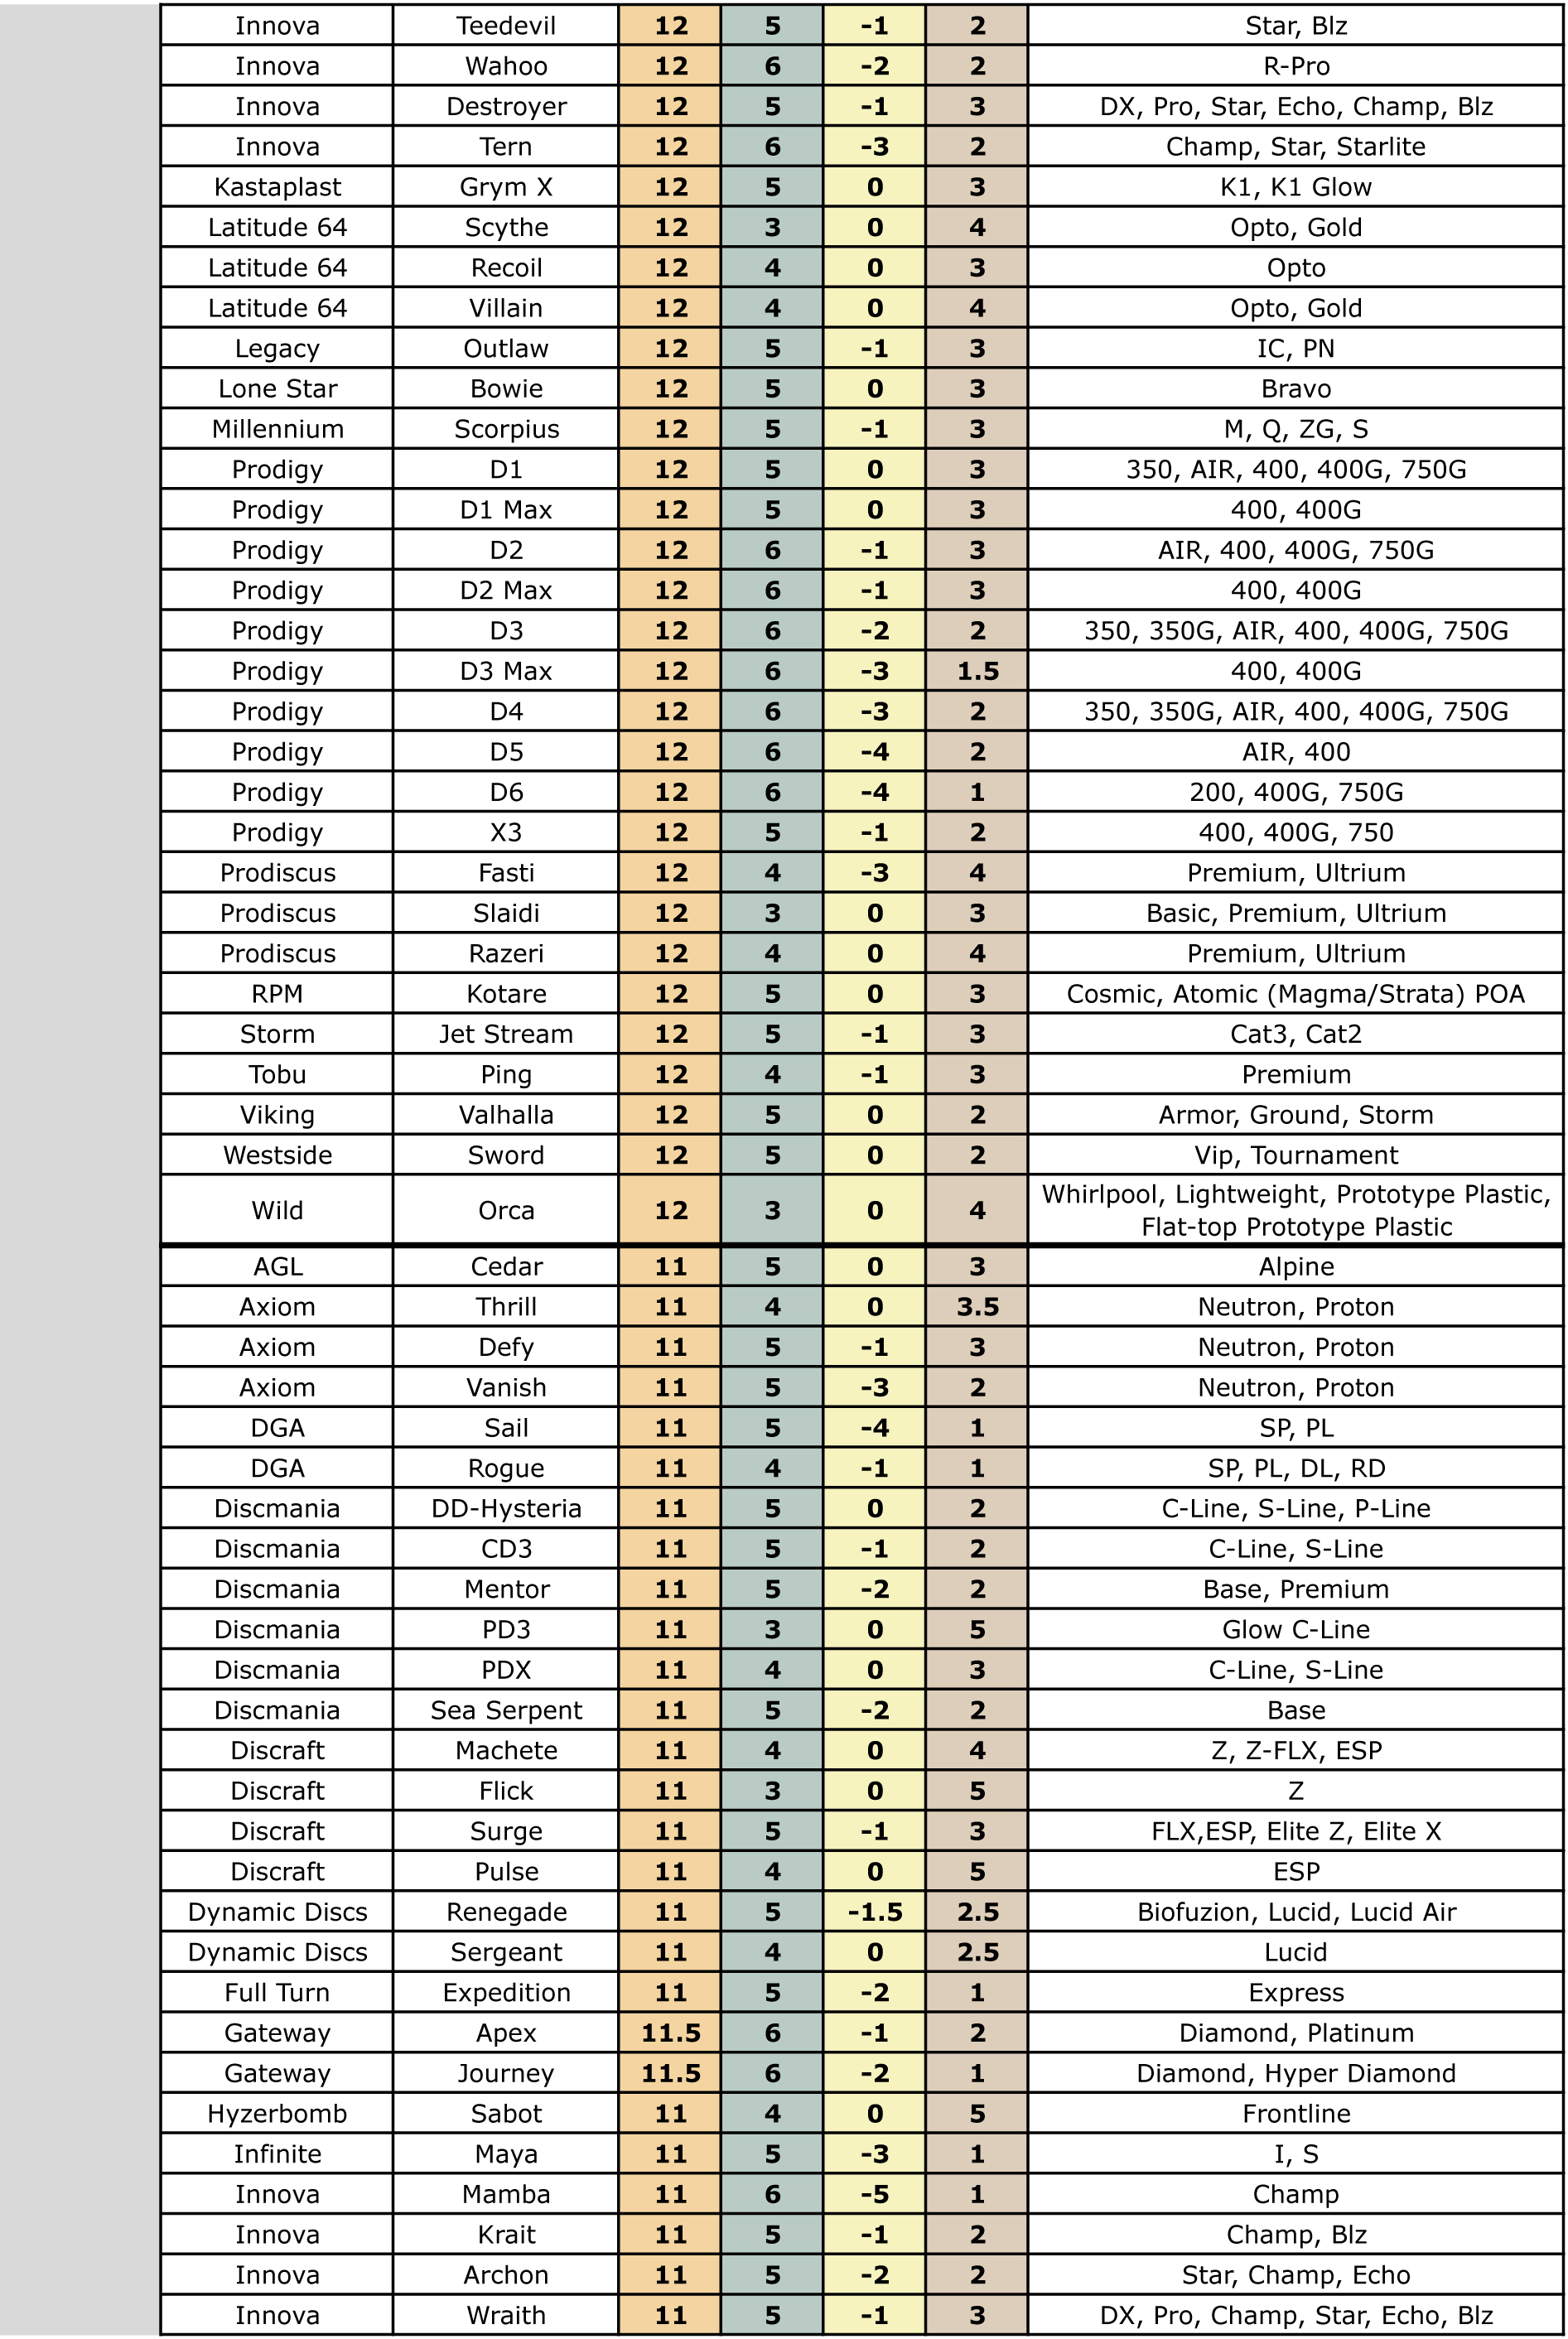 Innova Teedevil 12 5 -1 2 Star, Blz
Innova Wahoo 12 6 -2 2 R-Pro
Innova Destroyer 12 5 -1 3 DX, Pro, Star, Echo, Champ, Blz
Innova Tern 12 6 -3 2 Champ, Star, Starlite
Kastaplast Grym X 12 5 0 3 K1, K1 Glow
Latitude 64 Scythe 12 3 0 4 Opto, Gold
Latitude 64 Recoil 12 4 0 3 Opto
Latitude 64 Villain 12 4 0 4 Opto, Gold
Legacy Outlaw 12 5 -1 3 IC, PN
Lone Star Bowie 12 5 0 3 Bravo
Millennium Scorpius 12 5 -1 3 M, Q, ZG, S
Prodigy D1 12 5 0 3 350, AIR, 400, 400G, 750G
Prodigy D1 Max 12 5 0 3 400, 400G
Prodigy D2 12 6 -1 3 AIR, 400, 400G, 750G
Prodigy D2 Max 12 6 -1 3 400, 400G
Prodigy D3 12 6 -2 2 350, 350G, AIR, 400, 400G, 750G
Prodigy D3 Max 12 6 -3 1.5 400, 400G
Prodigy D4 12 6 -3 2 350, 350G, AIR, 400, 400G, 750G
Prodigy D5 12 6 -4 2 AIR, 400
Prodigy D6 12 6 -4 1 200, 400G, 750G
Prodigy X3 12 5 -1 2 400, 400G, 750
Prodiscus Fasti 12 4 -3 4 Premium, Ultrium
Prodiscus Slaidi 12 3 0 3 Basic, Premium, Ultrium
Prodiscus Razeri 12 4 0 4 Premium, Ultrium
RPM Kotare 12 5 0 3 Cosmic, Atomic (Magma/Strata) POA
Storm Jet Stream 12 5 -1 3 Cat3, Cat2
Tobu Ping 12 4 -1 3 Premium
Viking Valhalla 12 5 0 2 Armor, Ground, Storm
Westside Sword 12 5 0 2 Vip, Tournament
Wild Orca 12 3 0 4 Whirlpool, Lightweight, Prototype Plastic,
Flat-top Prototype Plastic
AGL Cedar 11 5 0 3 Alpine
Axiom Thrill 11 4 0 3.5 Neutron, Proton
Axiom Defy 11 5 -1 3 Neutron, Proton
Axiom Vanish 11 5 -3 2 Neutron, Proton
DGA Sail 11 5 -4 1 SP, PL
DGA Rogue 11 4 -1 1 SP, PL, DL, RD
Discmania DD-Hysteria 11 5 0 2 C-Line, S-Line, P-Line
Discmania CD3 11 5 -1 2 C-Line, S-Line
Discmania Mentor 11 5 -2 2 Base, Premium
Discmania PD3 11 3 0 5 Glow C-Line
Discmania PDX 11 4 0 3 C-Line, S-Line
Discmania Sea Serpent 11 5 -2 2 Base
Discraft Machete 11 4 0 4 Z, Z-FLX, ESP
Discraft Flick 11 3 0 5 Z
Discraft Surge 11 5 -1 3 FLX,ESP, Elite Z, Elite X
Discraft Pulse 11 4 0 5 ESP
Dynamic Discs Renegade 11 5 -1.5 2.5 Biofuzion, Lucid, Lucid Air
Dynamic Discs Sergeant 11 4 0 2.5 Lucid
Full Turn Expedition 11 5 -2 1 Express
Gateway Apex 11.5 6 -1 2 Diamond, Platinum
Gateway Journey 11.5 6 -2 1 Diamond, Hyper Diamond
Hyzerbomb Sabot 11 4 0 5 Frontline
Infinite Maya 11 5 -3 1 I, S
Innova Mamba 11 6 -5 1 Champ
Innova Krait 11 5 -1 2 Champ, Blz
Innova Archon 11 5 -2 2 Star, Champ, Echo
Innova Wraith 11 5 -1 3 DX, Pro, Champ, Star, Echo, Blz